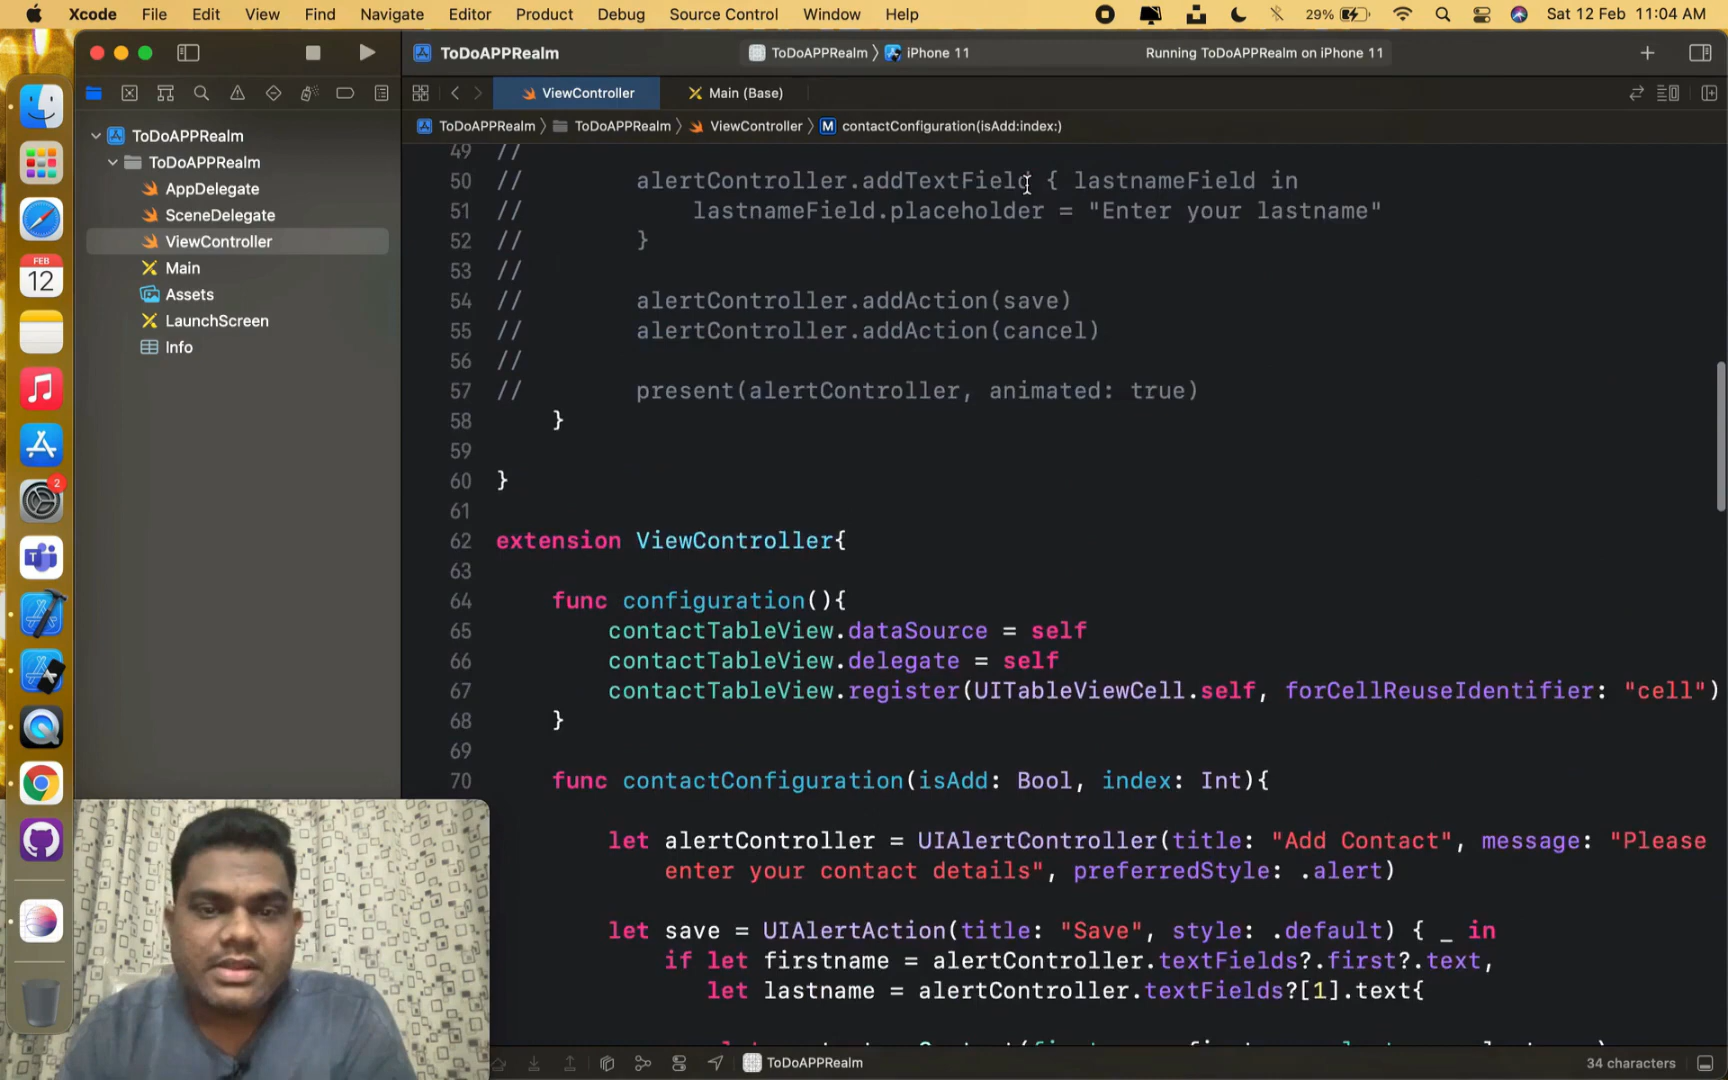 Xcode File Edit View Find Navigate Editor Product Debug Source Control Window Help 29% Sat 12 Feb 11:04 AM
ToDoAPPRealm ToDoAPPRealm iPhone 11 Running ToDoAPPRealm on iPhone 11
ViewController Main (Base)
ToDoAPPRealm ToDoAPPRealm ViewController M contactConfiguration(isAdd:index:)
ToDoAPPRealm
ToDoAPPRealm
AppDelegate
SceneDelegate
ViewController
Main
Assets
LaunchScreen
Info
FEB
12
2
49 //
50 // alertController.addTextField { lastnameField in
51 // lastnameField.placeholder = "Enter your lastname"
52 // }
53 //
54 // alertController.addAction(save)
55 // alertController.addAction(cancel)
56 //
57 // present(alertController, animated: true)
58 }
59
60 }
61
62 extension ViewController{
63
64 func configuration(){
65 contactTableView.dataSource = self
66 contactTableView.delegate = self
67 contactTableView.register(UITableViewCell.self, forCellReuseIdentifier: "cell")
68 }
69
70 func contactConfiguration(isAdd: Bool, index: Int){
let alertController = UIAlertController(title: "Add Contact", message: "Please
enter your contact details", preferredStyle: .alert)
let save = UIAlertAction(title: "Save", style: .default) { _ in
if let firstname = alertController.textFields?.first?.text,
let lastname = alertController.textFields?[1].text{
ToDoAPPRealm 34 characters